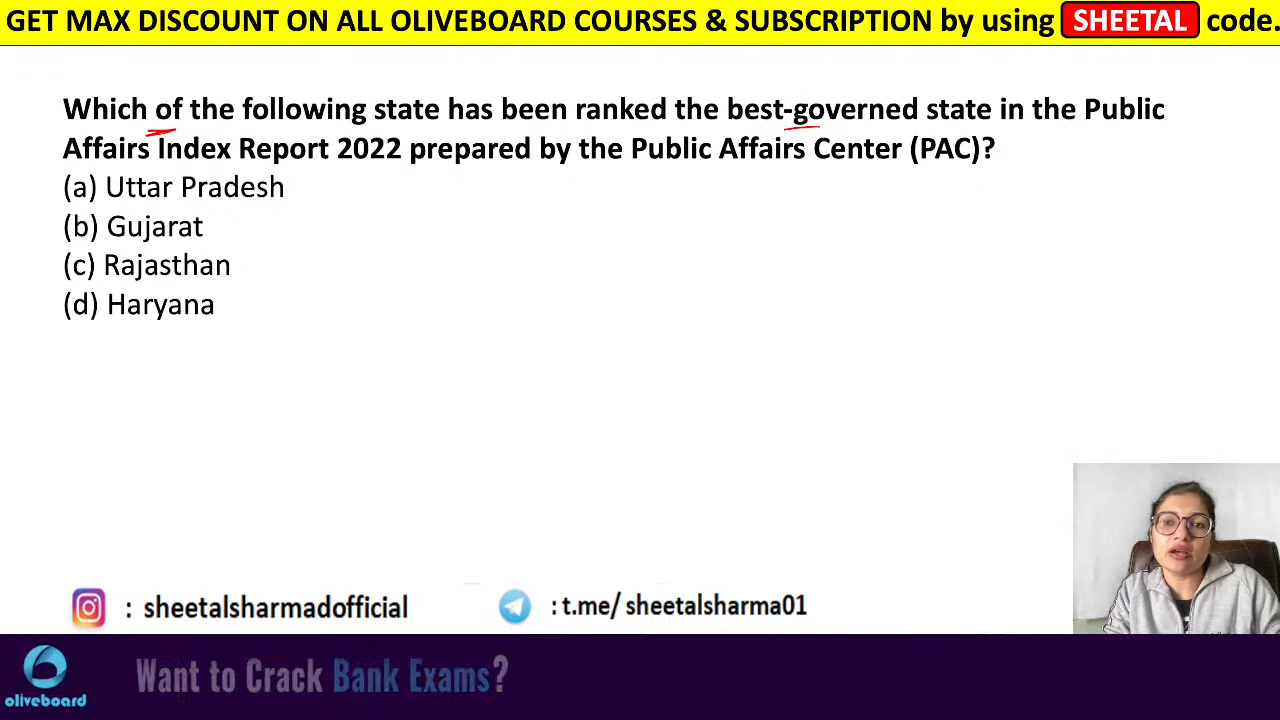 GET MAX DISCOUNT ON ALL OLIVEBOARD COURSES & SUBSCRIPTION by using SHEETAL code.
Which of the following state has been ranked the best-governed state in the Public
Affairs Index Report 2022 prepared by the Public Affairs Center (PAC)?
(a) Uttar Pradesh
(b) Gujarat
(c) Rajasthan
(d) Haryana
: sheetalsharmadofficial
: t.me/ sheetalsharma01
oliveboard
Want to Crack Bank Exams?